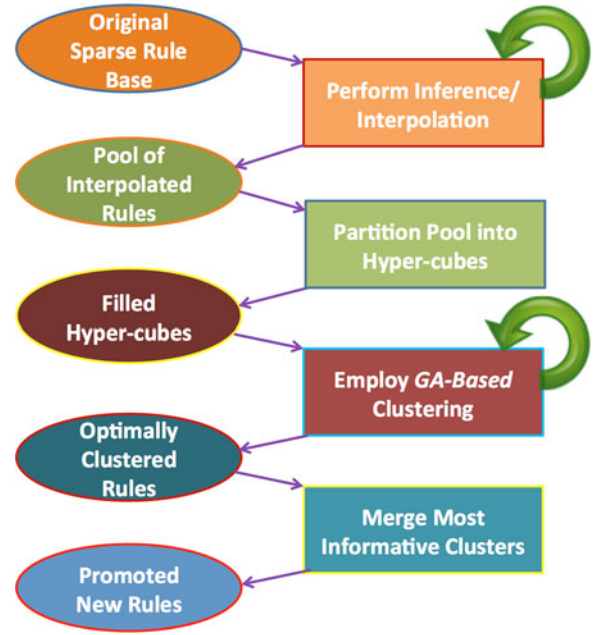 Original
Sparse Rule
Base
Perform Inference/
Interpolation
Pool of
Interpolated
Rules
Partition Pool into
Hyper-cubes
Filled
Hyper-cubes
Employ GA-Based
Clustering
Optimally
Clustered
Rules
Merge Most
Informative Clusters
Promoted
New Rules